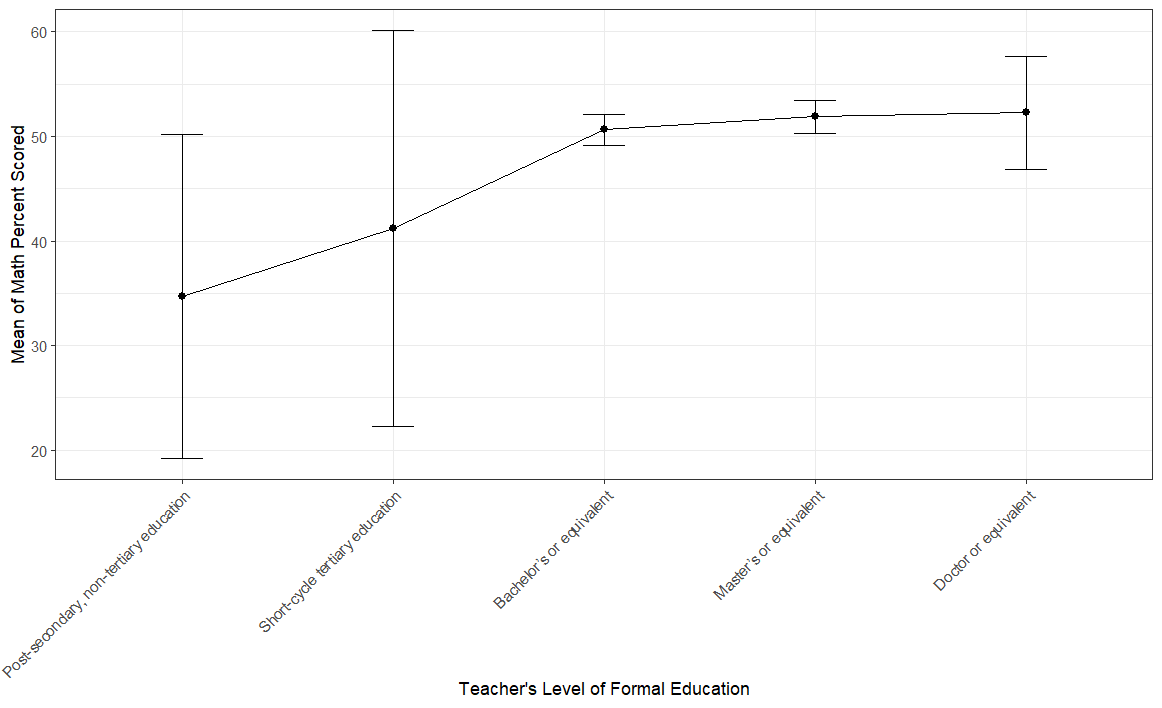 60
50
40
30
20
Mean of Math Percent Scored
Post-secondary, non-tertiary education
Short-cycle tertiary education
Bachelor's or equivalent
Master's or equivalent
Doctor or equivalent
Teacher's Level of Formal Education